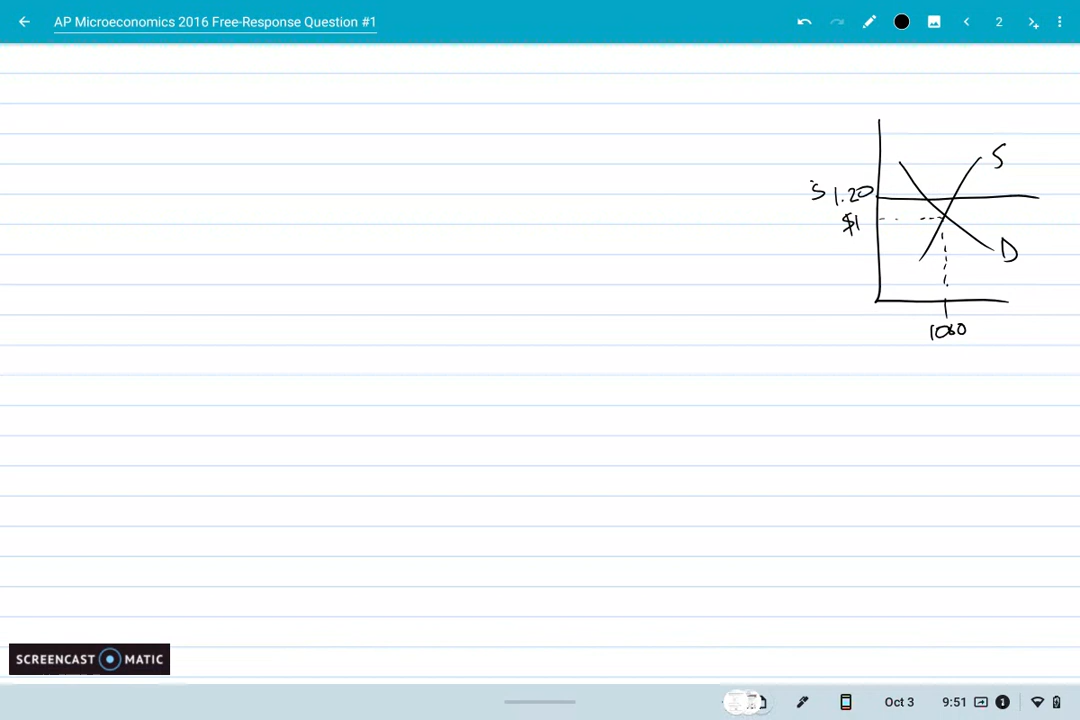 AP Microeconomics 2016 Free-Response Question #1
2
S
$ 1.20
$1
D
1000
SCREENCAST MATIC
Oct 3
9:51